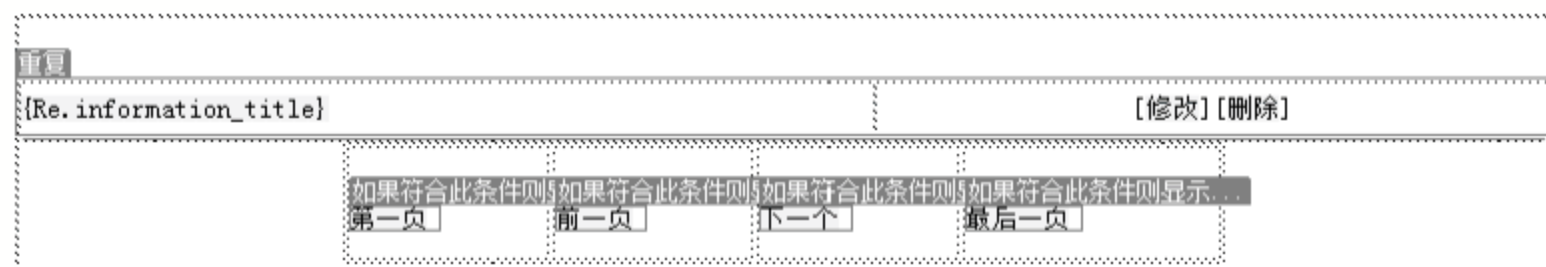 重复
{Re.information_title} [修改][删除]
如果符合此条件则 如果符合此条件则 如果符合此条件则 如果符合此条件则显示...
第一页 前一页 下一个 最后一页